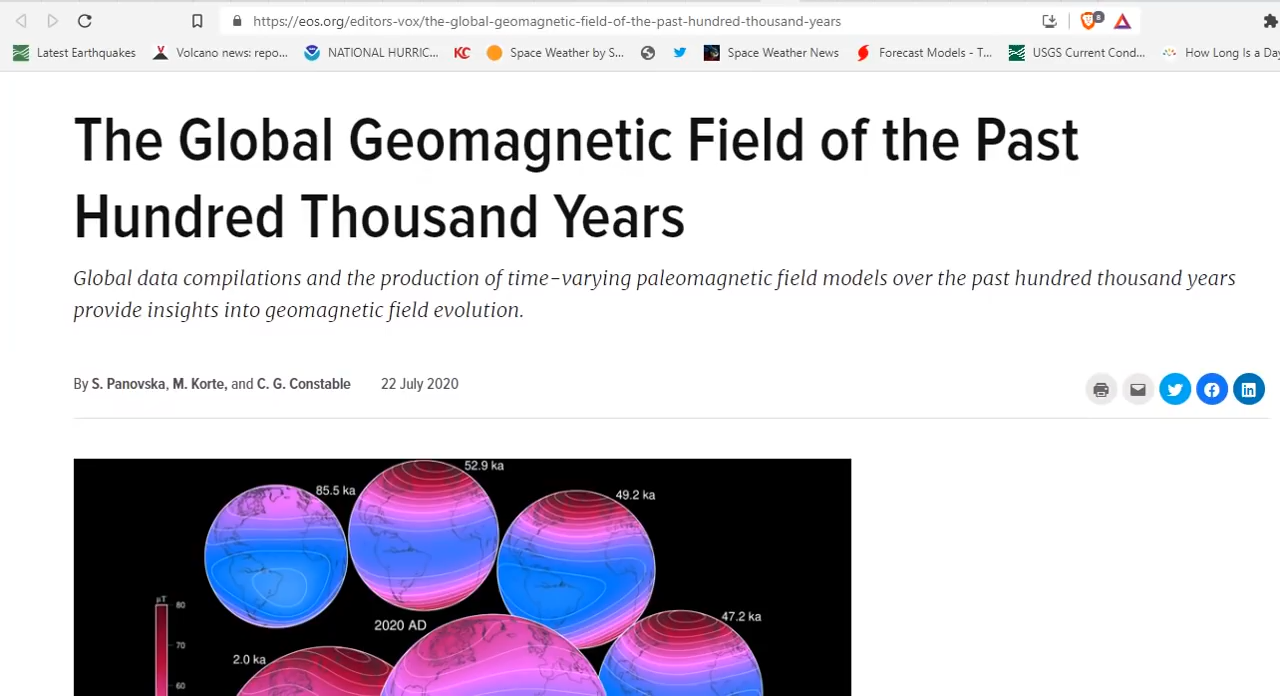 https://eos.org/editors-vox/the-global-geomagnetic-field-of-the-past-hundred-thousand-years
8
Latest Earthquakes
Volcano news: repo...
NATIONAL HURRIC...
KC
Space Weather by S...
Space Weather News
Forecast Models - T...
USGS Current Cond...
How Long Is a Day
The Global Geomagnetic Field of the Past
Hundred Thousand Years
Global data compilations and the production of time-varying paleomagnetic field models over the past hundred thousand years
provide insights into geomagnetic field evolution.
By S. Panovska, M. Korte, and C. G. Constable 22 July 2020
85.5 ka
52.9 ka
49.2 ka
47.2 ka
2020 AD
2.0 ka
µT
80
70
60